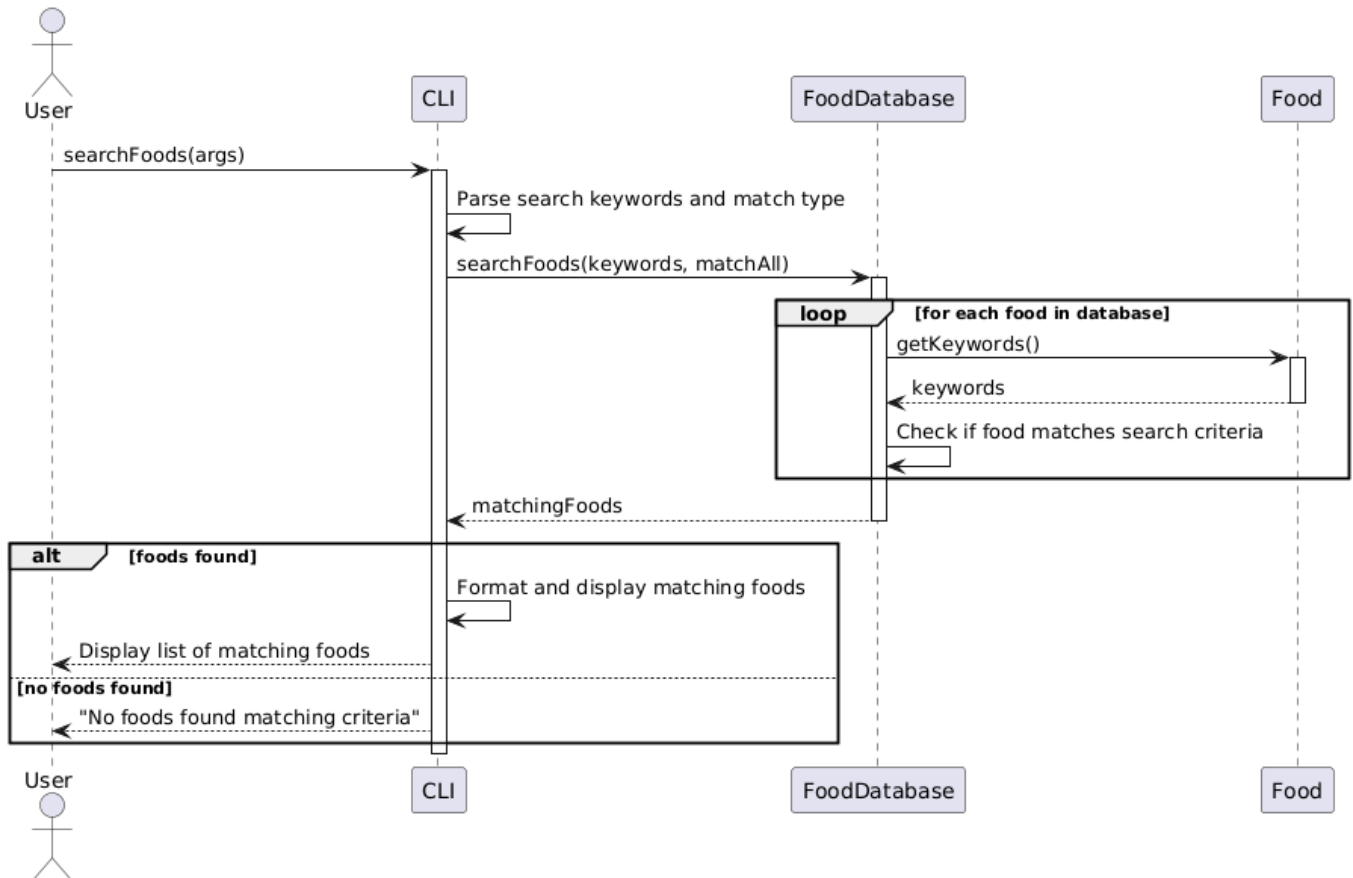 User
CLI
FoodDatabase
Food
searchFoods(args)
Parse search keywords and match type
searchFoods(keywords, matchAll)
loop
[for each food in database]
getKeywords()
keywords
Check if food matches search criteria
matchingFoods
alt
[foods found]
Format and display matching foods
Display list of matching foods
[no foods found]
"No foods found matching criteria"
User
CLI
FoodDatabase
Food